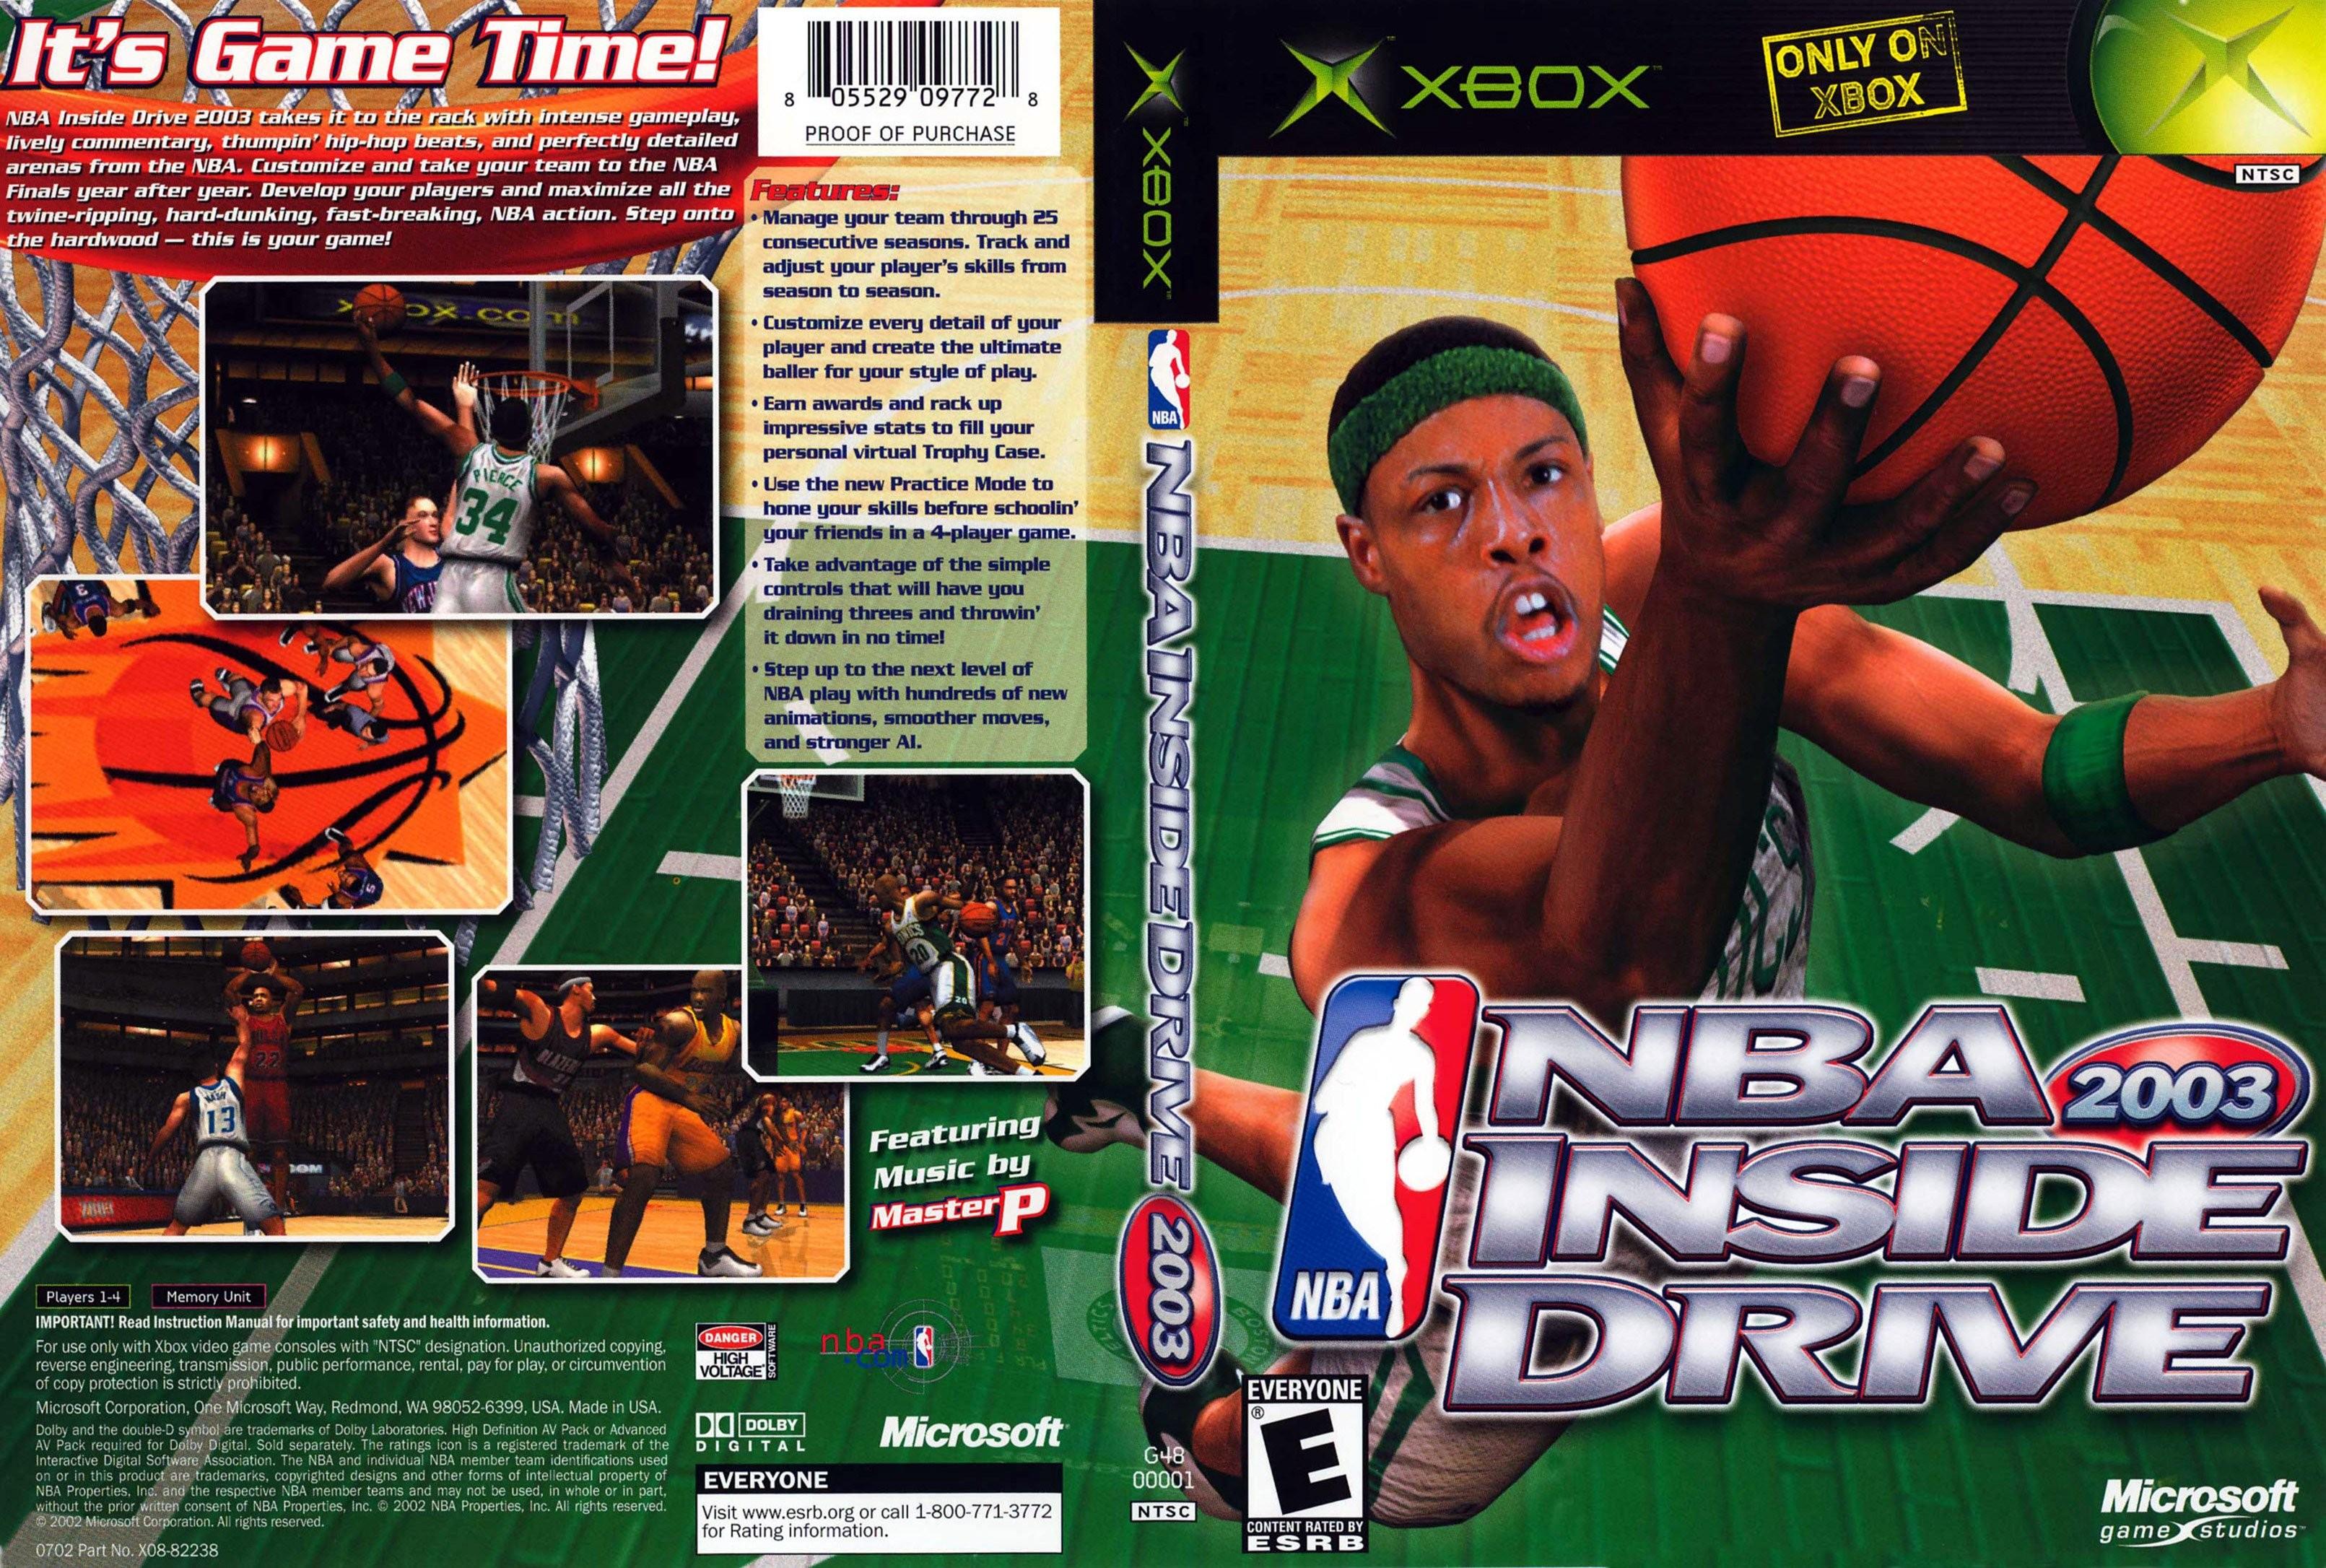 It's Game Time!
NBA Inside Drive 2003 takes it to the rack with intense gameplay,
lively commentary, thumpin' hip-hop beats, and perfectly detailed
arenas from the NBA. Customize and take your team to the NBA
Finals year after year. Develop your players and maximize all the
twine-ripping, hard-dunking, fast-breaking, NBA action. Step onto
the hardwood — this is your game!
8 05529 09772 8
PROOF OF PURCHASE
Features:
• Manage your team through 25
consecutive seasons. Track and
adjust your player's skills from
season to season.
• Customize every detail of your
player and create the ultimate
baller for your style of play.
• Earn awards and rack up
impressive stats to fill your
personal virtual Trophy Case.
• Use the new Practice Mode to
hone your skills before schoolin'
your friends in a 4-player game.
• Take advantage of the simple
controls that will have you
draining threes and throwin'
it down in no time!
• Step up to the next level of
NBA play with hundreds of new
animations, smoother moves,
and stronger AI.
xbox.com
PIERCE
34
3
5
22
NASH
13
BLAZERS
20
20
21
Featuring
Music by
Master P
Players 1-4
Memory Unit
IMPORTANT! Read Instruction Manual for important safety and health information.
For use only with Xbox video game consoles with "NTSC" designation. Unauthorized copying,
reverse engineering, transmission, public performance, rental, pay for play, or circumvention
of copy protection is strictly prohibited.
Microsoft Corporation, One Microsoft Way, Redmond, WA 98052-6399, USA. Made in USA.
Dolby and the double-D symbol are trademarks of Dolby Laboratories. High Definition AV Pack or Advanced
AV Pack required for Dolby Digital. Sold separately. The ratings icon is a registered trademark of the
Interactive Digital Software Association. The NBA and individual NBA member team identifications used
on or in this product are trademarks, copyrighted designs and other forms of intellectual property of
NBA Properties, Inc. and the respective NBA member teams and may not be used, in whole or in part,
without the prior written consent of NBA Properties, Inc. © 2002 NBA Properties, Inc. All rights reserved.
© 2002 Microsoft Corporation. All rights reserved.
0702 Part No. X08-82238
DANGER
HIGH
VOLTAGE
SOFTWARE
nba
.com
DOLBY
DIGITAL
Microsoft
EVERYONE
Visit www.esrb.org or call 1-800-771-3772
for Rating information.
XBOX™
NBA
NBA INSIDE DRIVE
2003
G48
00001
NTSC
XBOX™
ONLY ON
XBOX
NTSC
NBA
NBA 2003
INSIDE
DRIVE
EVERYONE
E
®
CONTENT RATED BY
ESRB
Microsoft
game studios™